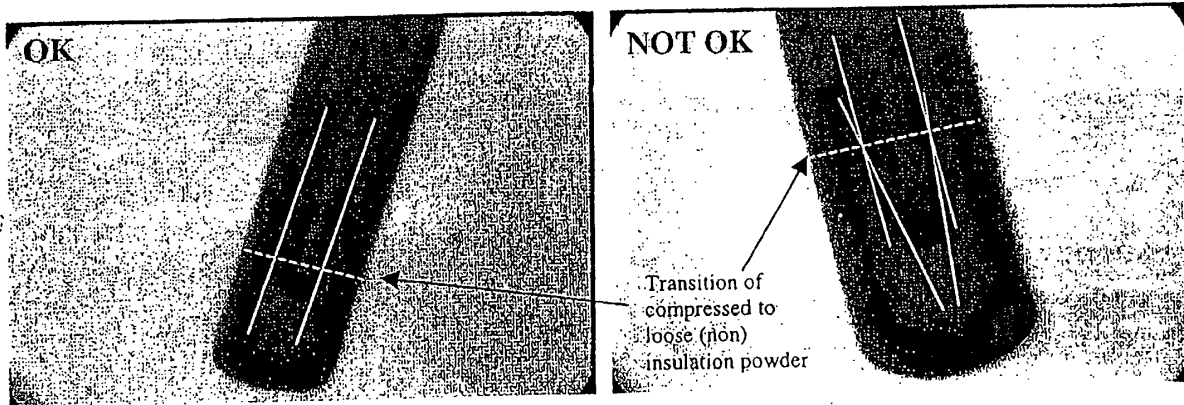 OK
NOT OK
Transition of
compressed to
loose (non)
insulation powder